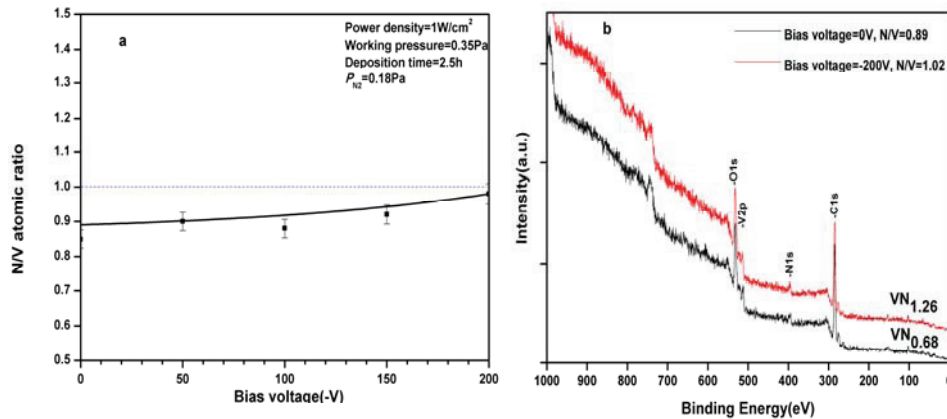 a
Power density=1W/cm2
Working pressure=0.35Pa
Deposition time=2.5h
PN2=0.18Pa
N/V atomic ratio
1.5
1.4
1.3
1.2
1.1
1.0
0.9
0.8
0.7
0.6
0.5
0 50 100 150 200
Bias voltage(-V)
b
Bias voltage=0V, N/V=0.89
Bias voltage=-200V, N/V=1.02
Intensity(a.u.)
-O1s
-V2p
-N1s
-C1s
VN1.26
VN0.68
1000 900 800 700 600 500 400 300 200 100
Binding Energy(eV)